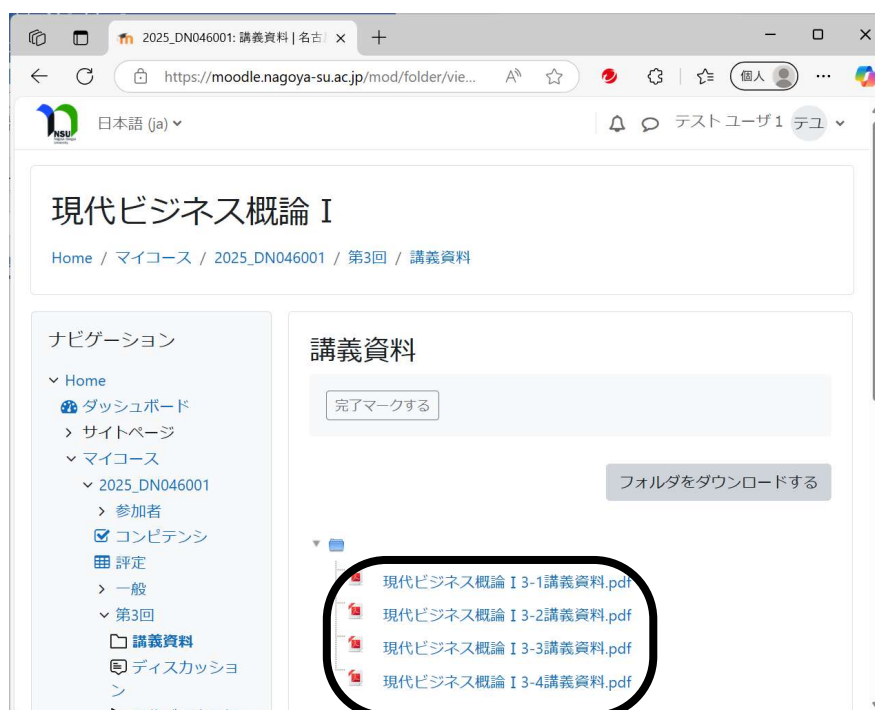 2025_DN046001: 講義資料 | 名古
https://moodle.nagoya-su.ac.jp/mod/folder/vie...
個人
NSU
日本語 (ja)
テスト ユーザ 1 テユ
現代ビジネス概論 I
Home / マイコース / 2025_DN046001 / 第3回 / 講義資料
ナビゲーション
Home
ダッシュボード
サイトページ
マイコース
2025_DN046001
参加者
コンピテンシ
評定
一般
第3回
講義資料
ディスカッショ
ン
講義資料
完了マークする
フォルダをダウンロードする
現代ビジネス概論 I 3-1講義資料.pdf
現代ビジネス概論 I 3-2講義資料.pdf
現代ビジネス概論 I 3-3講義資料.pdf
現代ビジネス概論 I 3-4講義資料.pdf